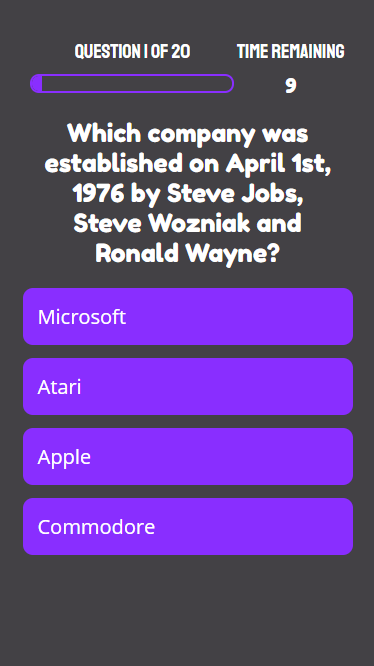 QUESTION 1 OF 20
TIME REMAINING
9
Which company was
established on April 1st,
1976 by Steve Jobs,
Steve Wozniak and
Ronald Wayne?
Microsoft
Atari
Apple
Commodore